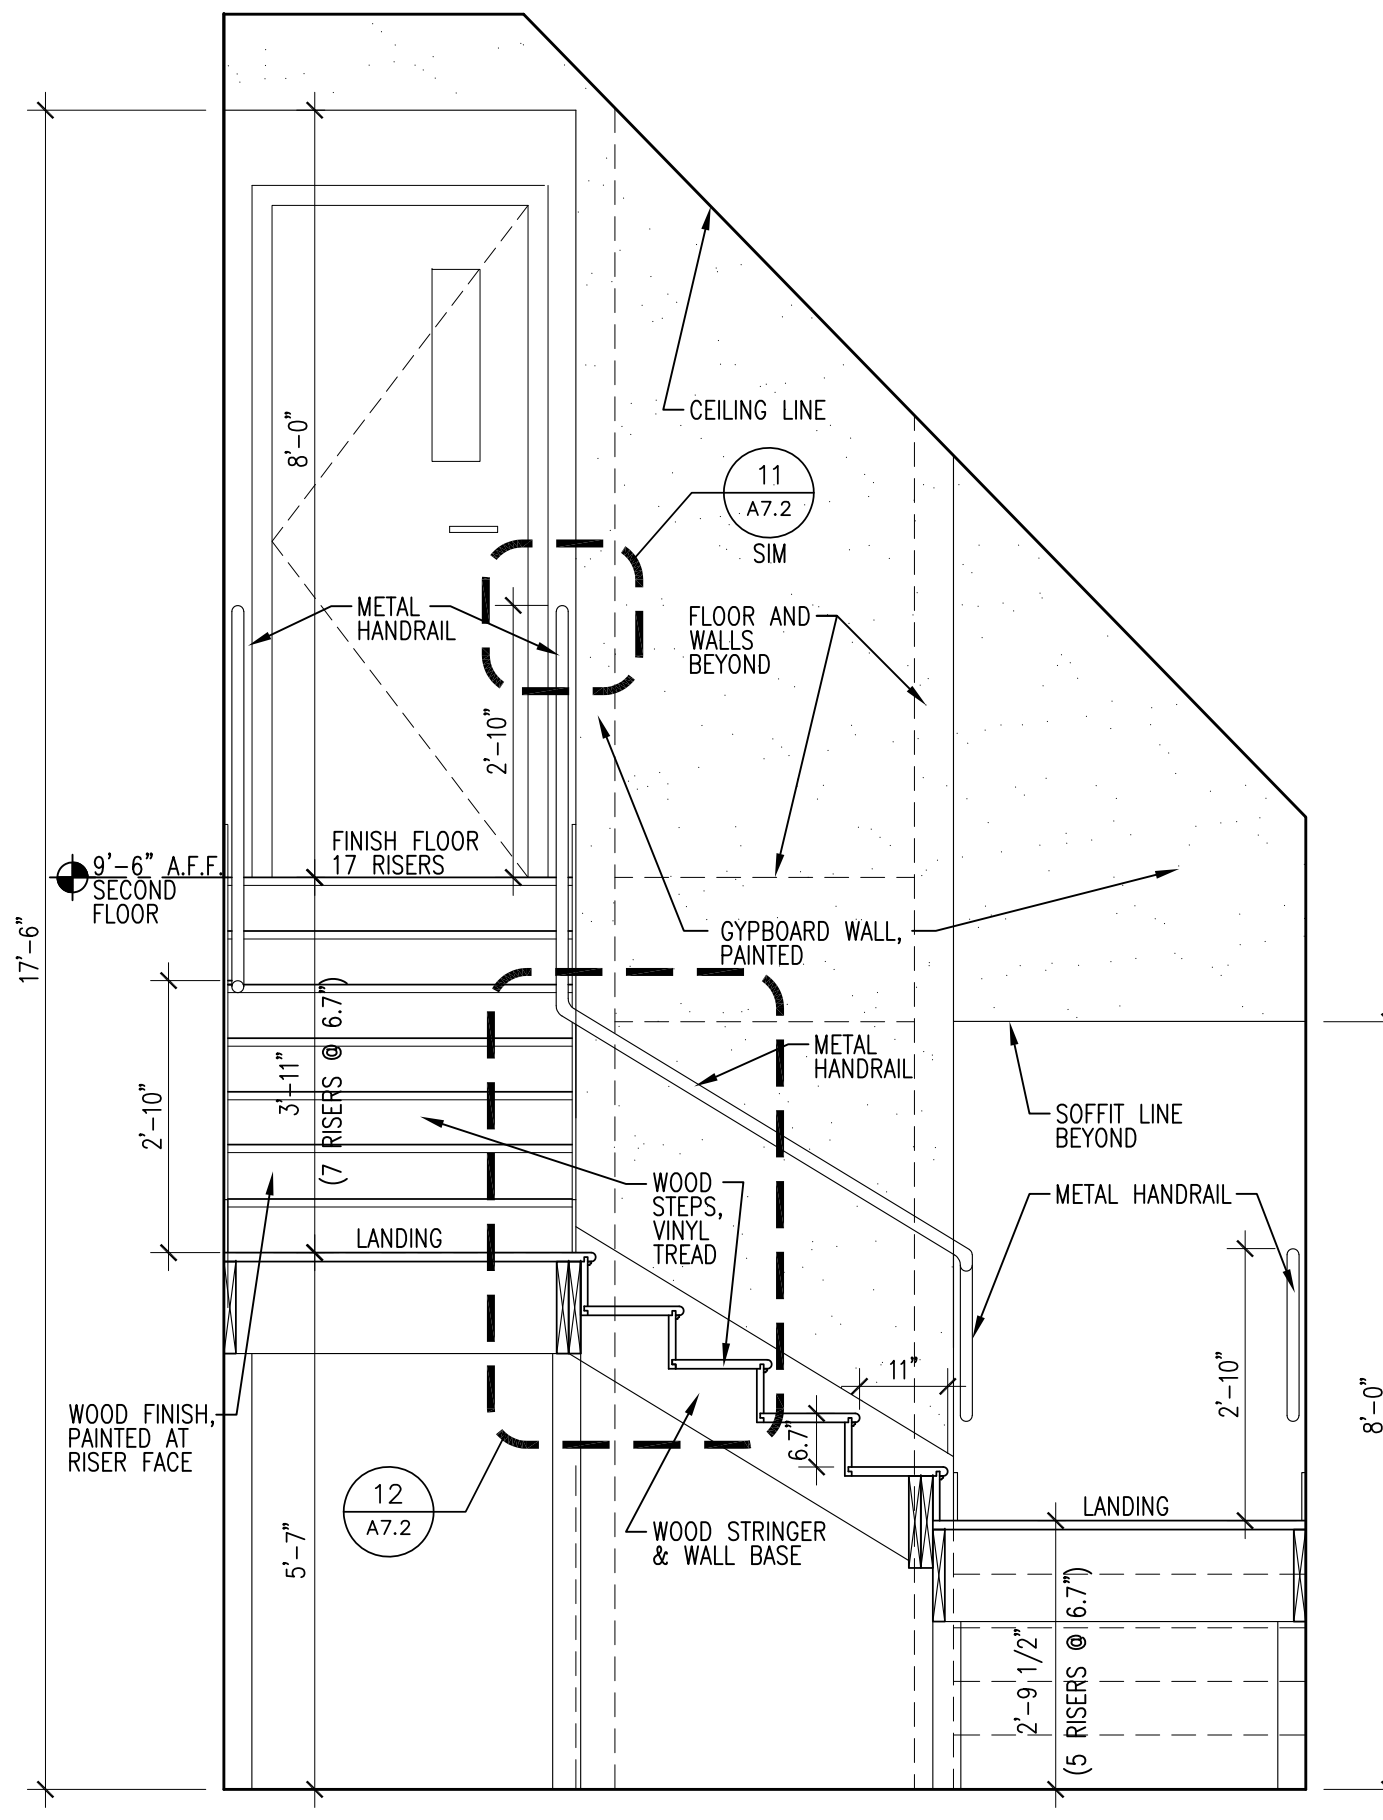 CEILING LINE
8'-0"
11
A7.2
SIM
METAL
HANDRAIL
FLOOR AND
WALLS
BEYOND
2'-10"
FINISH FLOOR
17 RISERS
9'-6" A.F.F.
SECOND
FLOOR
17'-6"
GYPBOARD WALL,
PAINTED
METAL
HANDRAIL
2'-10"
3'-11"
(7 RISERS @ 6.7")
SOFFIT LINE
BEYOND
WOOD
STEPS,
VINYL
TREAD
METAL HANDRAIL
LANDING
11"
2'-10"
8'-0"
WOOD FINISH,
PAINTED AT
RISER FACE
6.7"
12
A7.2
LANDING
WOOD STRINGER
& WALL BASE
5'-7"
2'-9 1/2"
(5 RISERS @ 6.7")